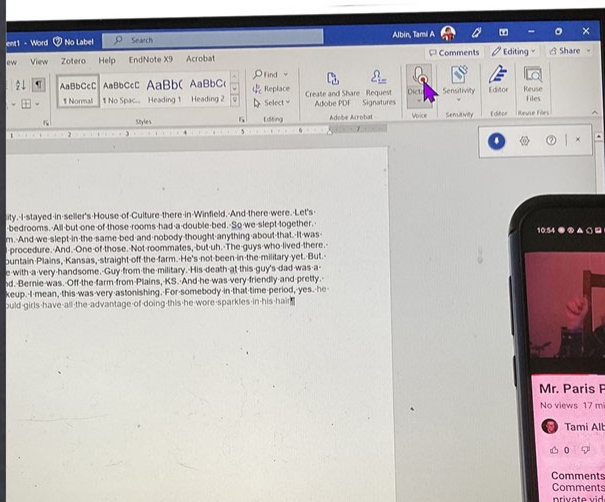 ent1 - Word No Label
Search
Albin, Tami A
ew View Zotero Help EndNote X9 Acrobat
Comments Editing Share
AaBbCcC AaBbCcC AaBb( AaBbC(
¶ Normal ¶ No Spac... Heading 1 Heading 2
Find
Replace
Select
Create and Share Adobe PDF
Request Signatures
Sensitivity
Editor
Reuse Files
Styles
Editing
Adobe Acrobat
Voice
Sensitivity
Editor
Reuse Files
ity. I stayed in seller's House of Culture there in Winfield. And there were. Let's
bedrooms. All but one of those rooms had a double bed. So we slept together.
m. And we slept in the same bed and nobody thought anything about that. It was
procedure. And. One of those. Not roommates, but uh. The guys who lived there.
ountain Plains, Kansas, straight off the farm. He's not been in the military yet. But
e with a very handsome. Guy from the military. His death at this guy's dad was a
nd. Bernie was. Off the farm from Plains, KS. And he was very friendly and pretty.
keup. I mean, this was very astonishing. For somebody in that time period, yes. he
ould girls have all the advantage of doing this he wore sparkles in his hair¶
10:54
Mr. Paris P
No views 17 mi
Tami Alb
0
Comments
Comments
private vid